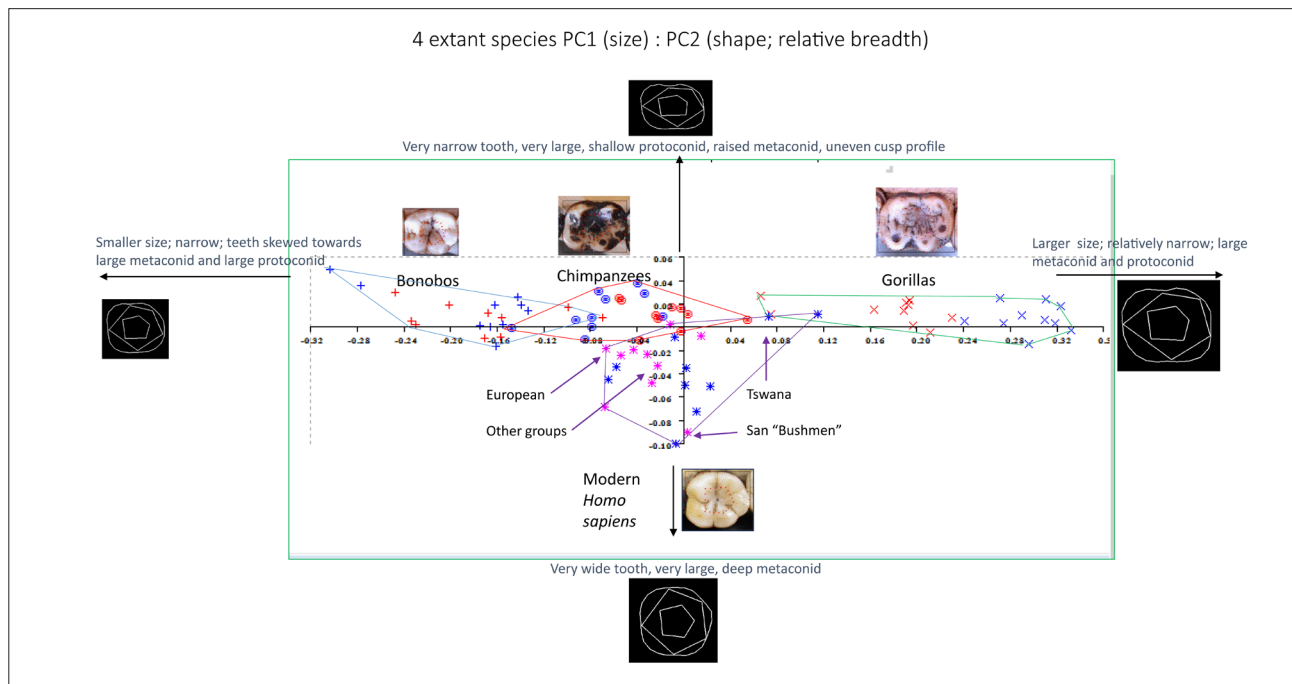 4 extant species PC1 (size) : PC2 (shape; relative breadth)
Very narrow tooth, very large, shallow protoconid, raised metaconid, uneven cusp profile
Smaller size; narrow; teeth skewed towards
large metaconid and large protoconid
Larger size; relatively narrow; large
metaconid and protoconid
Bonobos
Chimpanzees
Gorillas
0.06
0.04
0.02
-0.32
-0.28
-0.24
-0.20
-0.16
-0.12
-0.08
-0.04
0.04
0.08
0.12
0.16
0.20
0.24
0.28
0.32
0.3
-0.02
-0.04
-0.06
-0.08
-0.10
European
Other groups
Tswana
San “Bushmen”
Modern
Homo
sapiens
Very wide tooth, very large, deep metaconid